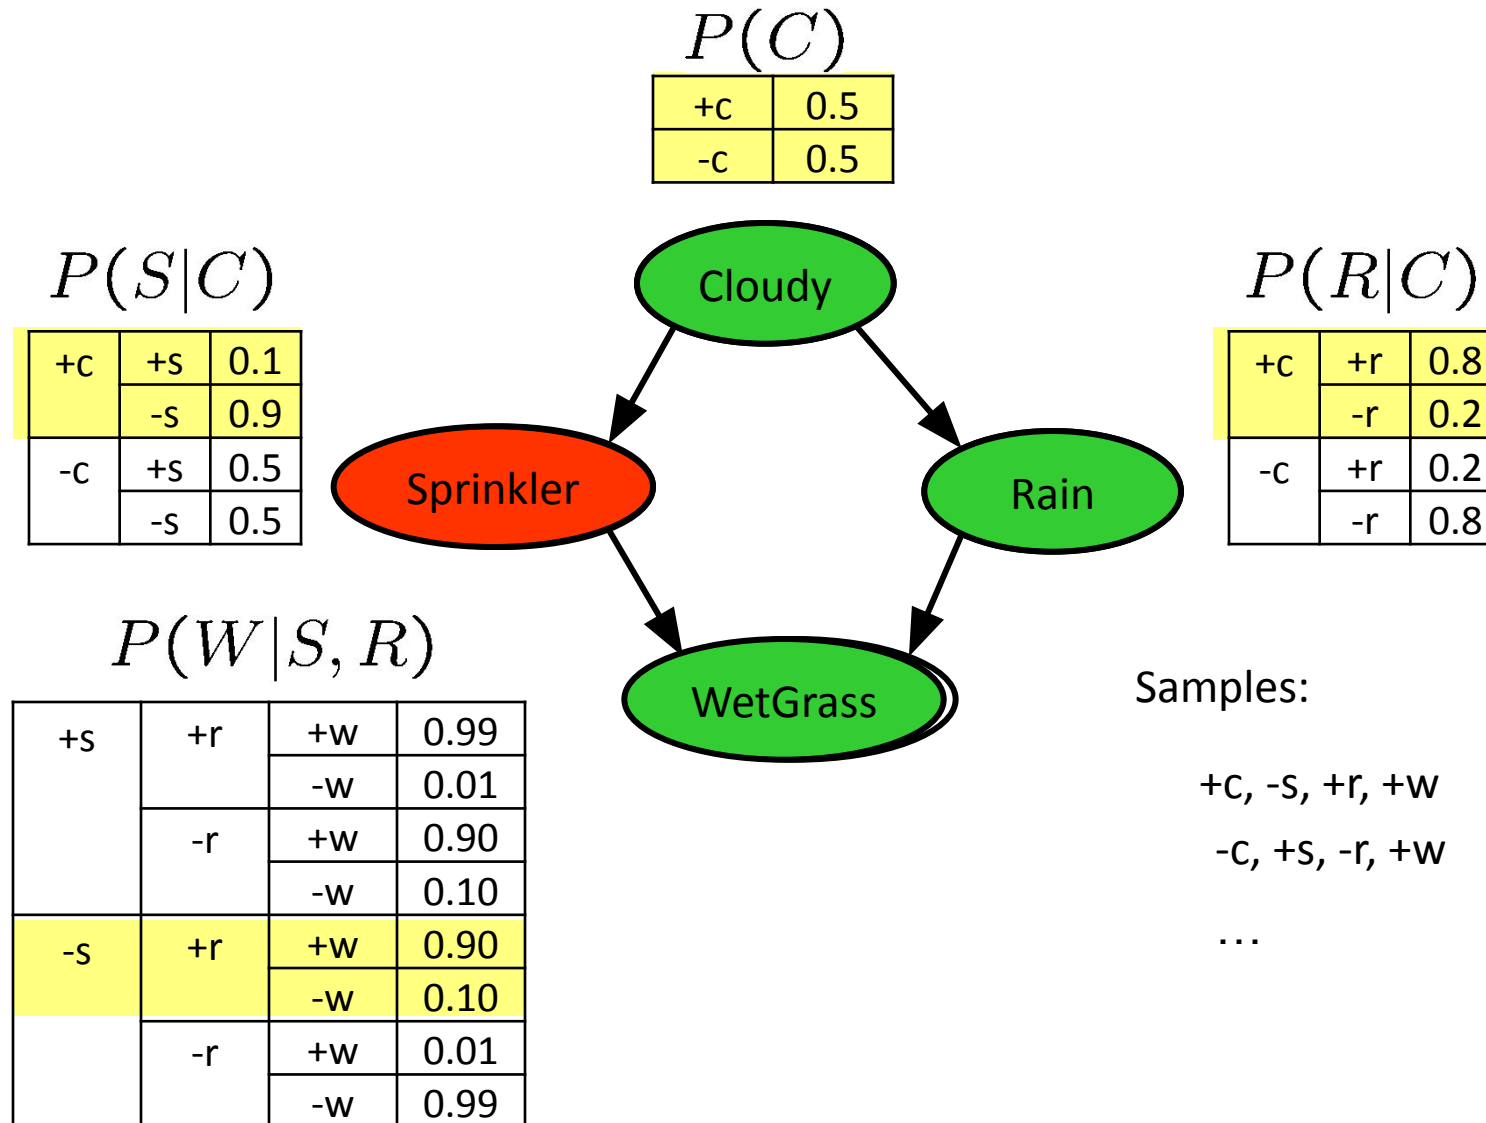 P(C)
+c 0.5
-c 0.5
Cloudy
P(S|C)
+c +s 0.1
-s 0.9
-c +s 0.5
-s 0.5
P(R|C)
+c +r 0.8
-r 0.2
-c +r 0.2
-r 0.8
Sprinkler
Rain
P(W|S, R)
+s +r +w 0.99
-w 0.01
-r +w 0.90
-w 0.10
-s +r +w 0.90
-w 0.10
-r +w 0.01
-w 0.99
WetGrass
Samples:
+c, -s, +r, +w
-c, +s, -r, +w
…